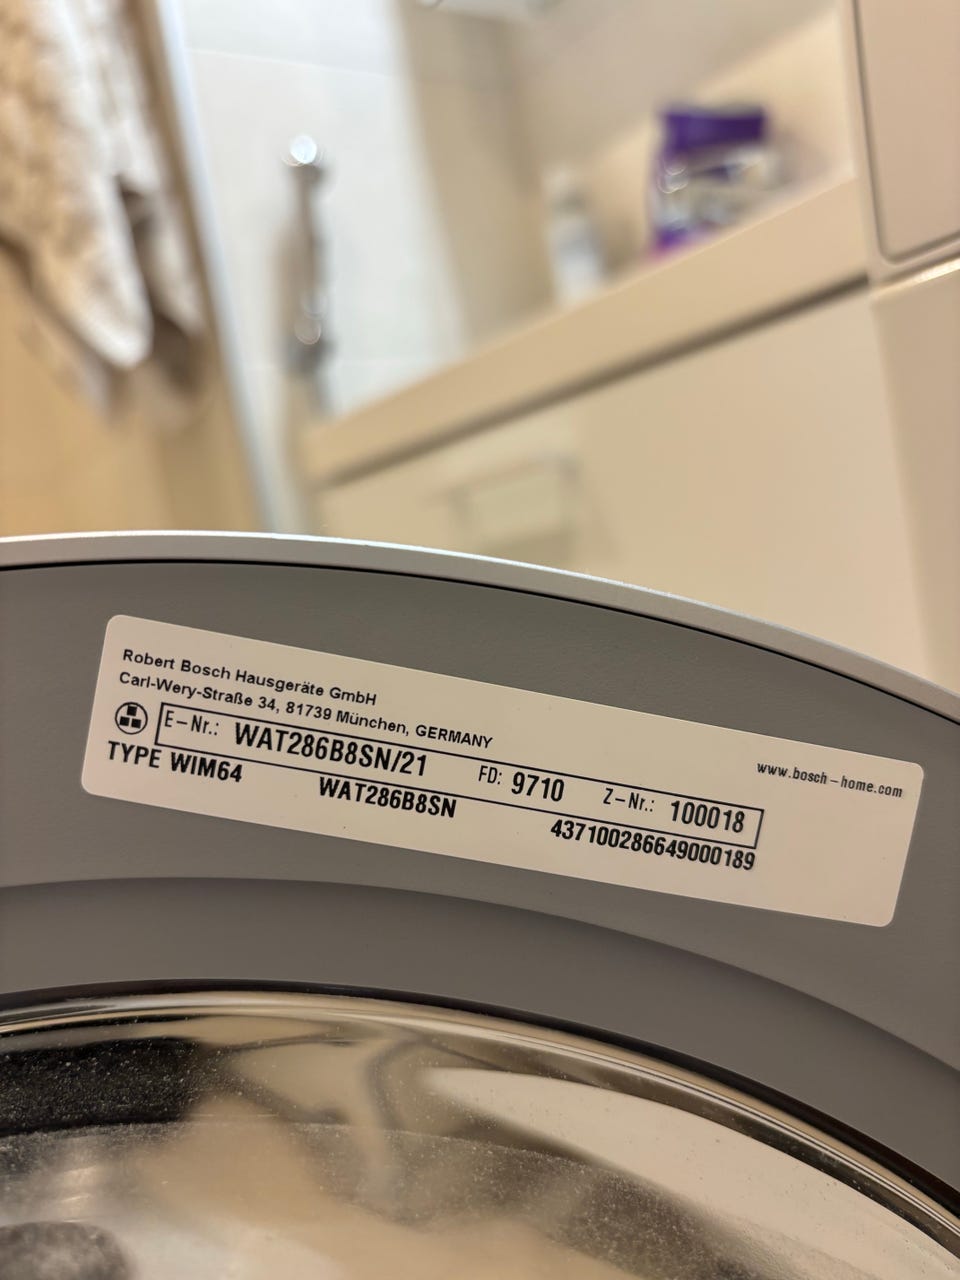 Robert Bosch Hausgeräte GmbH
Carl-Wery-Straße 34, 81739 München, GERMANY
www.bosch-home.com
E-Nr.: WAT286B8SN/21 FD: 9710 Z-Nr.: 100018
TYPE WIM64 WAT286B8SN 437100286649000189